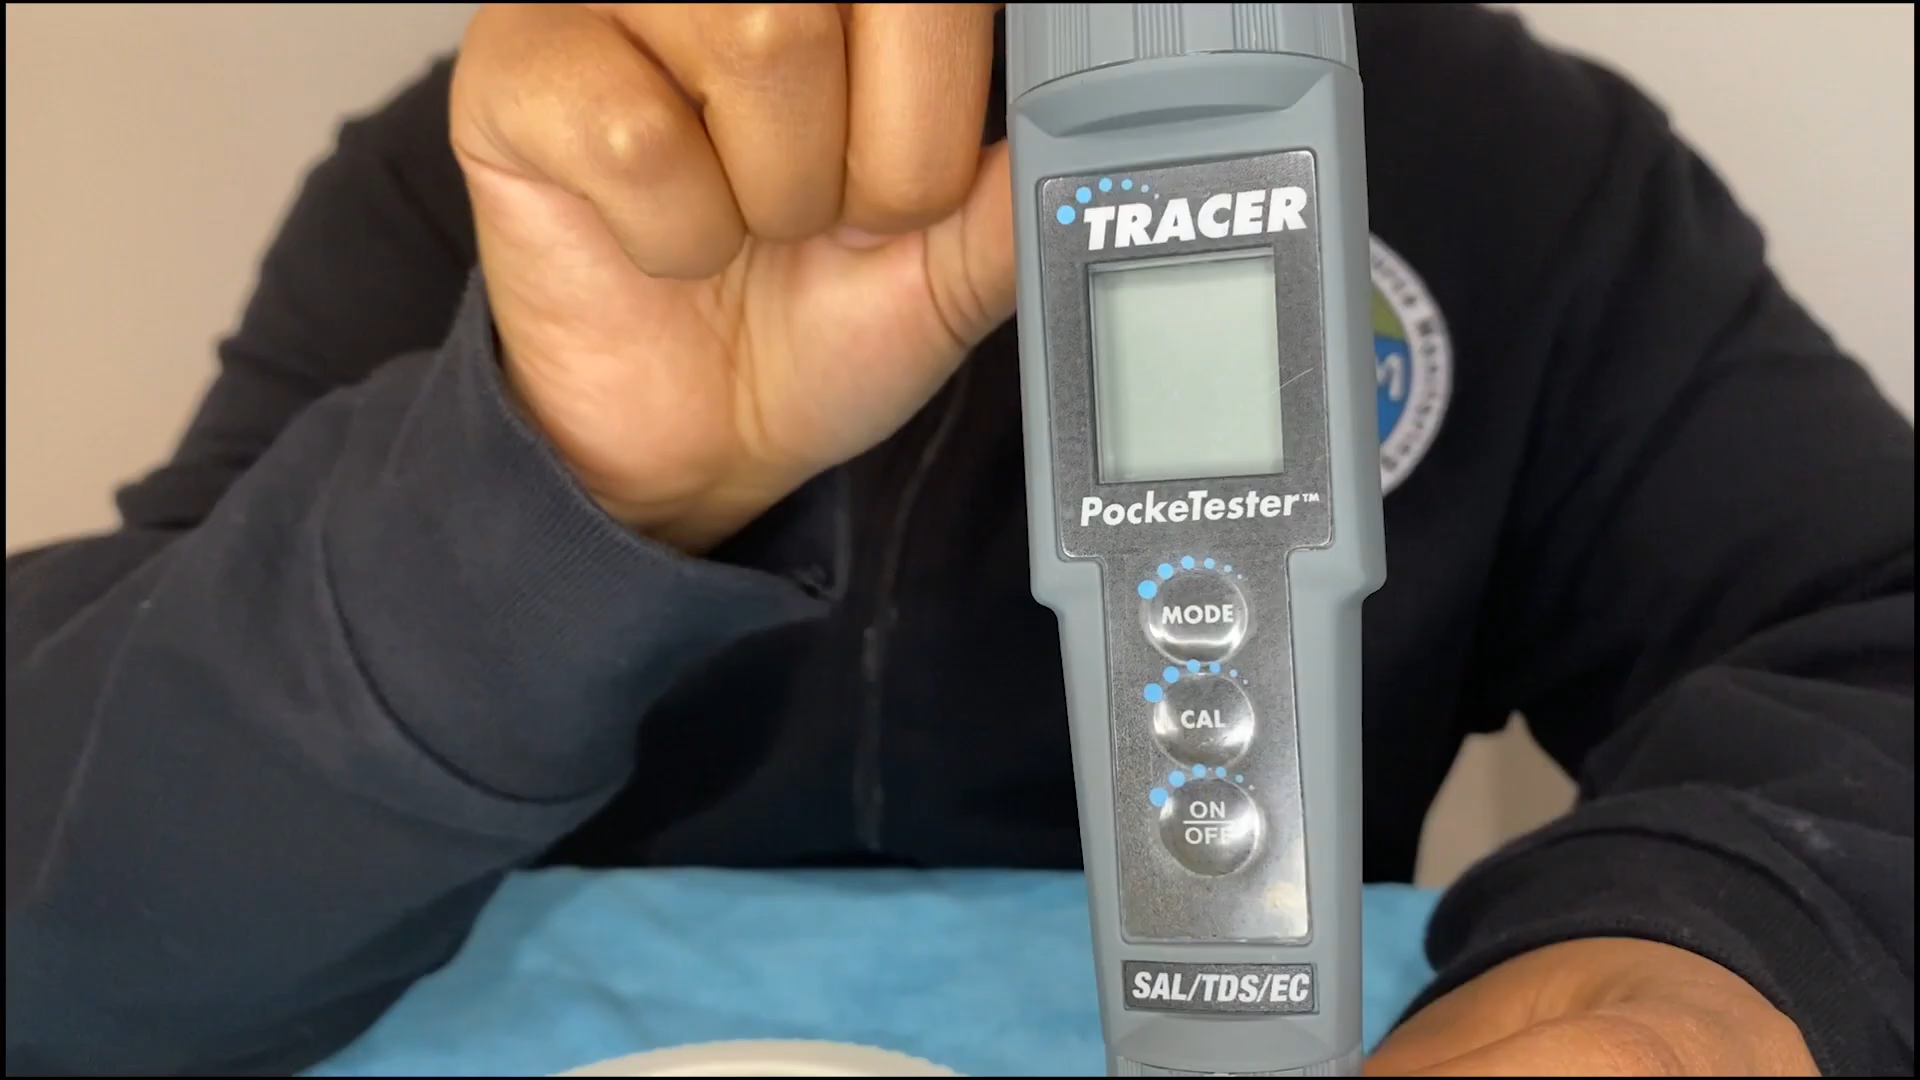 TRACER
PockeTester™
MODE
CAL
ON
OFF
SAL/TDS/EC